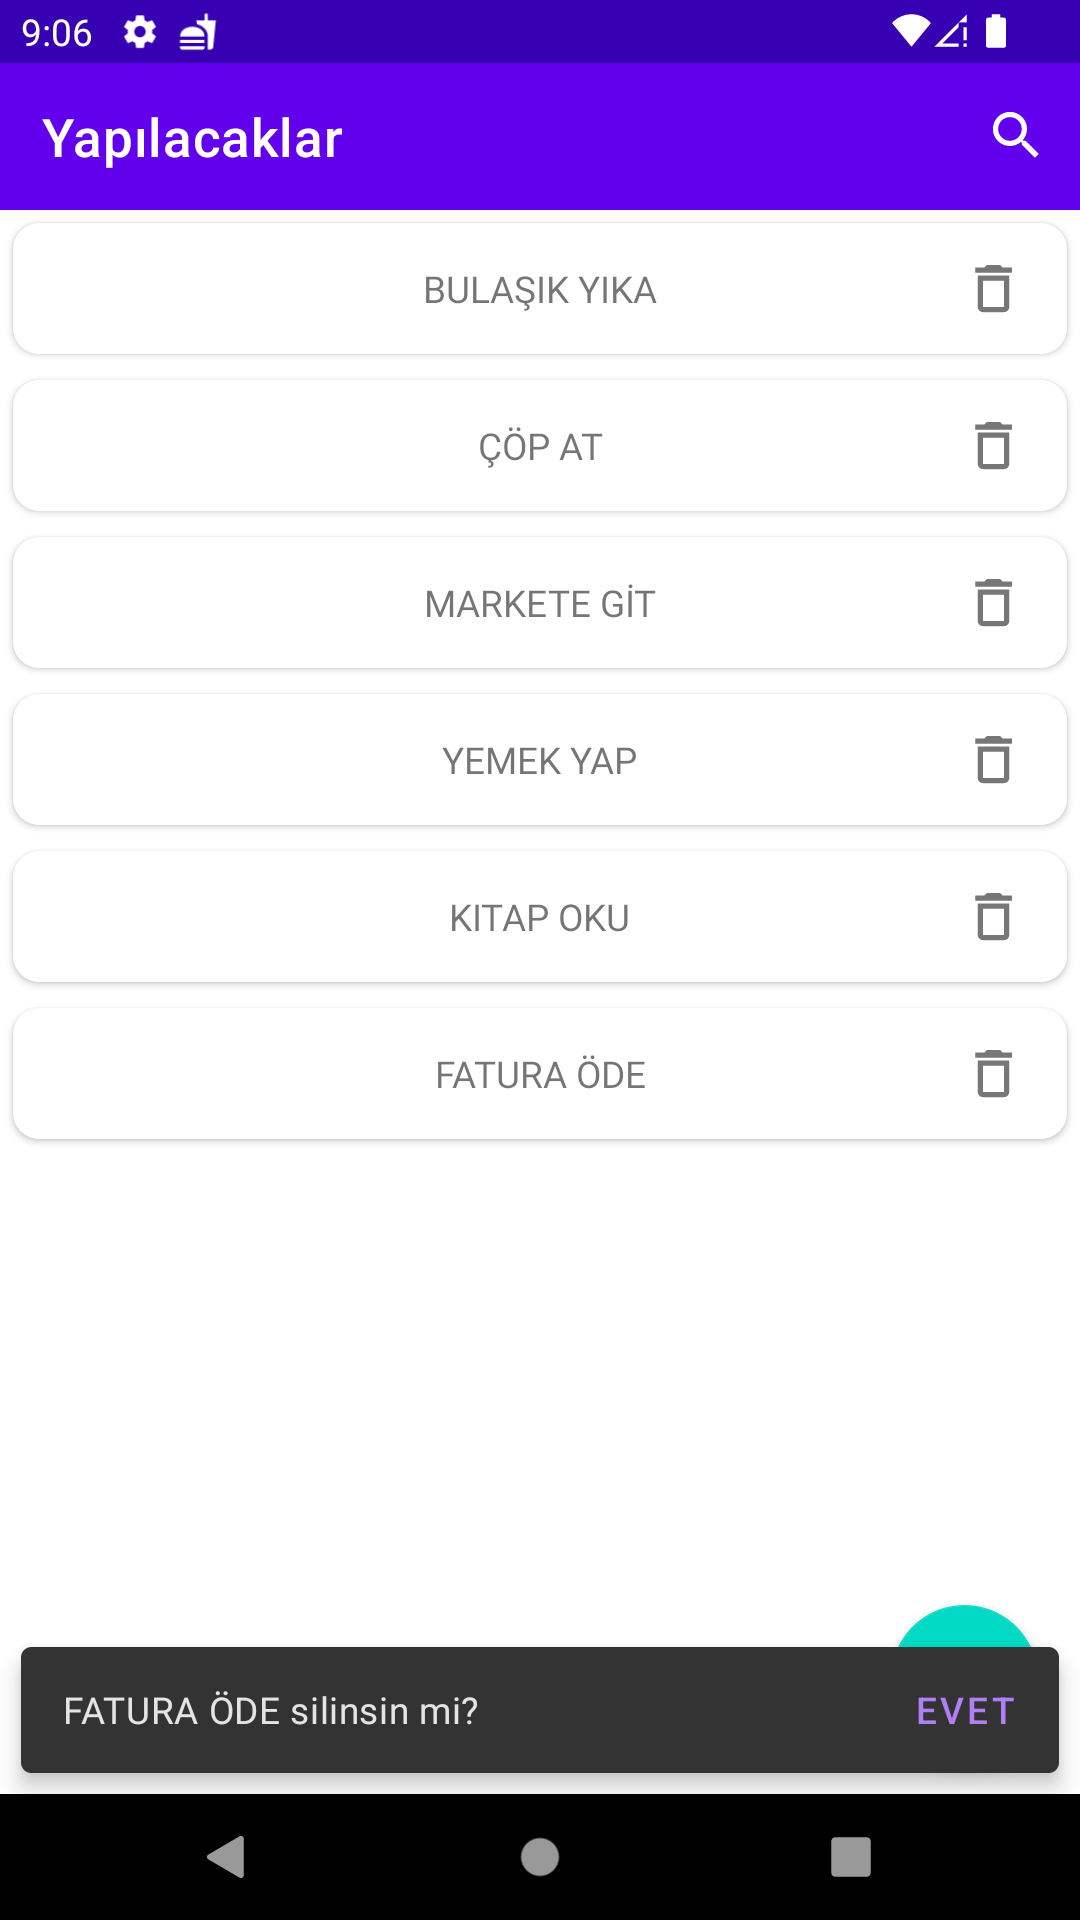 9:06
Yapılacaklar
BULAŞIK YIKA
ÇÖP AT
MARKETE GİT
YEMEK YAP
KITAP OKU
FATURA ÖDE
FATURA ÖDE silinsin mi?
EVET